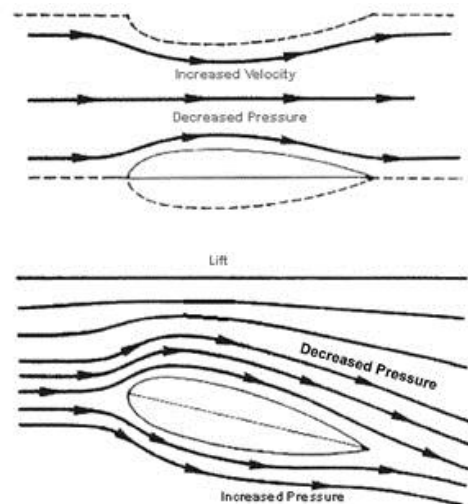 Increased Velocity
Decreased Pressure
Lift
Decreased Pressure
Increased Pressure